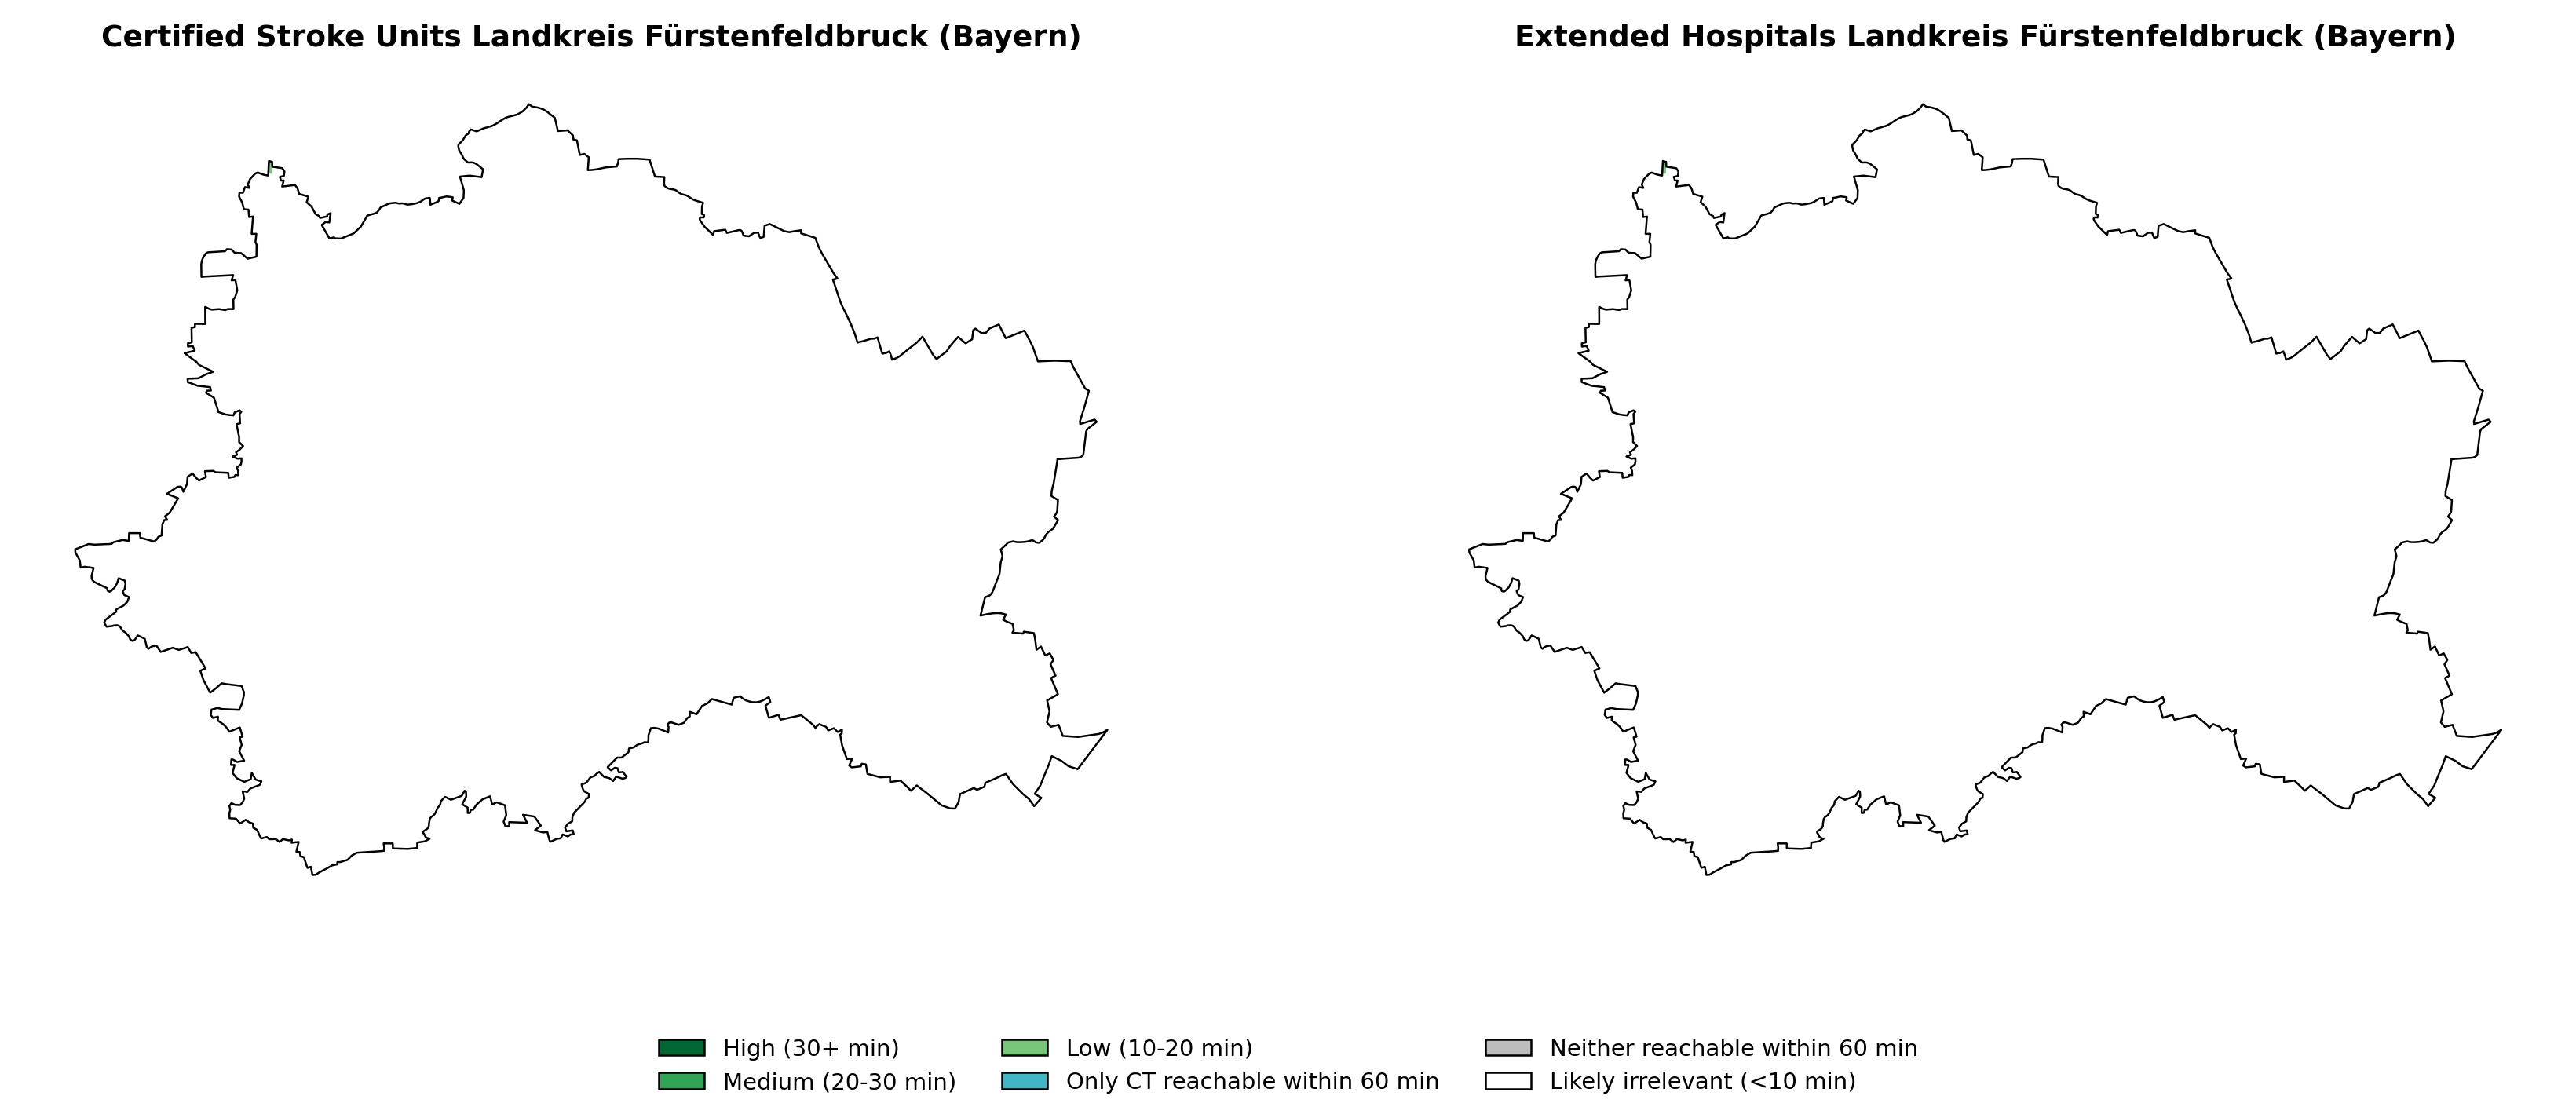 Certified Stroke Units Landkreis Fürstenfeldbruck (Bayern)
Extended Hospitals Landkreis Fürstenfeldbruck (Bayern)
High (30+ min)
Medium (20-30 min)
Low (10-20 min)
Only CT reachable within 60 min
Neither reachable within 60 min
Likely irrelevant (<10 min)